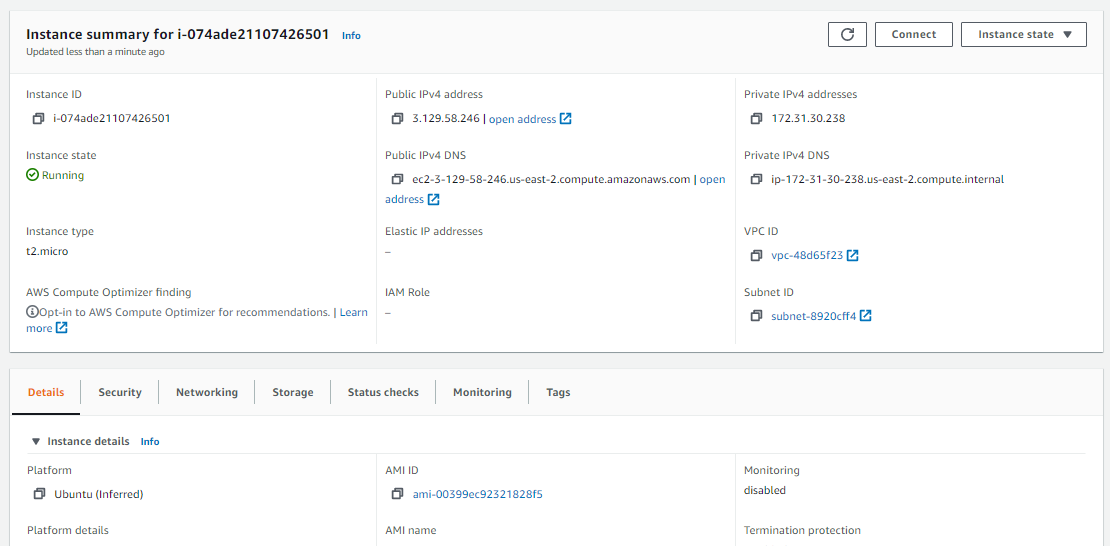 Instance summary for i-074ade21107426501 Info
Updated less than a minute ago
Connect
Instance state
Instance ID
i-074ade21107426501
Public IPv4 address
3.129.58.246 | open address
Private IPv4 addresses
172.31.30.238
Instance state
Running
Public IPv4 DNS
ec2-3-129-58-246.us-east-2.compute.amazonaws.com | open
address
Private IPv4 DNS
ip-172-31-30-238.us-east-2.compute.internal
Instance type
t2.micro
Elastic IP addresses
–
VPC ID
vpc-48d65f23
AWS Compute Optimizer finding
Opt-in to AWS Compute Optimizer for recommendations. | Learn
more
IAM Role
–
Subnet ID
subnet-8920cff4
Details Security Networking Storage Status checks Monitoring Tags
Instance details Info
Platform
Ubuntu (Inferred)
AMI ID
ami-00399ec92321828f5
Monitoring
disabled
Platform details
AMI name
Termination protection